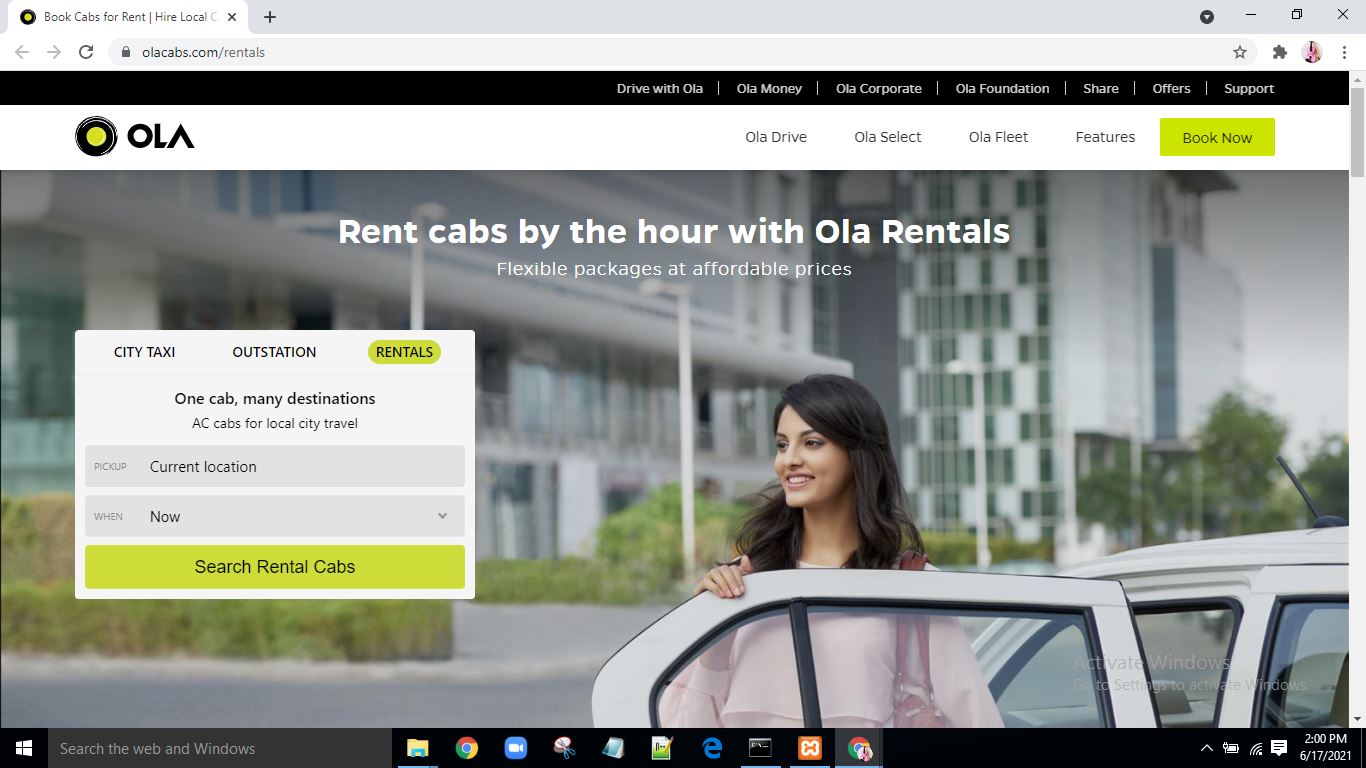 Book Cabs for Rent | Hire Local C
olacabs.com/rentals
Drive with Ola
Ola Money
Ola Corporate
Ola Foundation
Share
Offers
Support
OLA
Ola Drive
Ola Select
Ola Fleet
Features
Book Now
Rent cabs by the hour with Ola Rentals
Flexible packages at affordable prices
CITY TAXI
OUTSTATION
RENTALS
One cab, many destinations
AC cabs for local city travel
PICKUP Current location
WHEN Now
Search Rental Cabs
Activate Windows
Go to Settings to activate Windows.
Search the web and Windows
2:00 PM
6/17/2021